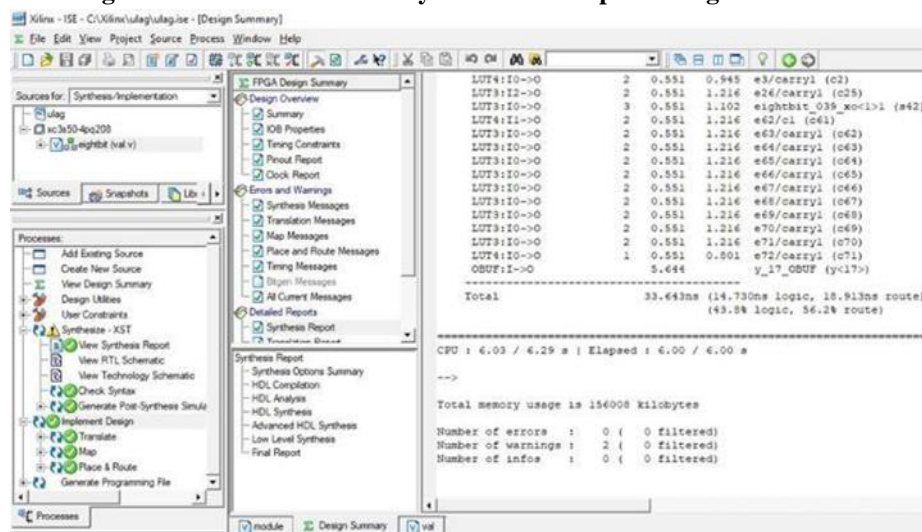 Xilinx - ISE - C:\Xilinx\ulag\ulag.ise - [Design Summary]
File Edit View Project Source Process Window Help
Sources for: Synthesis/Implementation
ulag
xc3s50-4pq208
eightbit (val.v)
Sources Snapshots
Processes:
Add Existing Source
Create New Source
View Design Summary
Design Utilities
User Constraints
Synthesize - XST
View Synthesis Report
View RTL Schematic
View Technology Schematic
Check Syntax
Generate Post-Synthesis Simula
Implement Design
Translate
Map
Place & Route
Generate Programming File
Processes
FPGA Design Summary
Design Overview
Summary
IOB Properties
Timing Constraints
Pinout Report
Clock Report
Errors and Warnings
Synthesis Messages
Translation Messages
Map Messages
Place and Route Messages
Timing Messages
Bitgen Messages
All Current Messages
Detailed Reports
Synthesis Report
Translation Report
Synthesis Report
Synthesis Options Summary
HDL Compilation
HDL Analysis
HDL Synthesis
Advanced HDL Synthesis
Low Level Synthesis
Final Report
LUT4:I0->O 2 0.551 0.945 e3/carry1 (c2)
LUT3:I2->O 2 0.551 1.216 e26/carry1 (c25)
LUT3:I0->O 3 0.551 1.102 eightbit_039_xo<1>1 (s42
LUT4:I1->O 2 0.551 1.216 e62/c1 (c61)
LUT3:I0->O 2 0.551 1.216 e63/carry1 (c62)
LUT3:I0->O 2 0.551 1.216 e64/carry1 (c63)
LUT3:I0->O 2 0.551 1.216 e65/carry1 (c64)
LUT3:I0->O 2 0.551 1.216 e66/carry1 (c65)
LUT3:I0->O 2 0.551 1.216 e67/carry1 (c66)
LUT3:I0->O 2 0.551 1.216 e68/carry1 (c67)
LUT3:I0->O 2 0.551 1.216 e69/carry1 (c68)
LUT3:I0->O 2 0.551 1.216 e70/carry1 (c69)
LUT3:I0->O 2 0.551 1.216 e71/carry1 (c70)
LUT4:I0->O 1 0.551 0.801 e72/carry1 (c71)
OBUF:I->O 5.644 y_17_OBUF (y<17>)
Total 33.643ns (14.730ns logic, 18.913ns route)
(43.8% logic, 56.2% route)
CPU : 6.03 / 6.29 s | Elapsed : 6.00 / 6.00 s
-->
Total memory usage is 156008 kilobytes
Number of errors : 0 ( 0 filtered)
Number of warnings : 2 ( 0 filtered)
Number of infos : 0 ( 0 filtered)
module Design Summary val